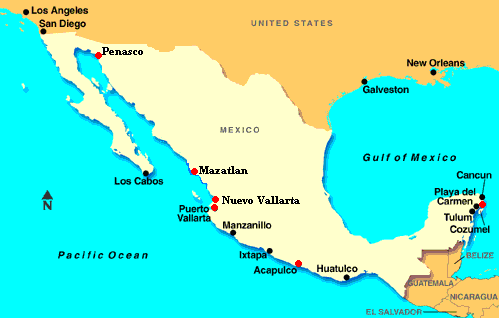 Los Angeles
San Diego
UNITED STATES
Penasco
New Orleans
Galveston
MEXICO
Gulf of Mexico
Mazatlan
Los Cabos
Cancun
Playa del
Carmen
Nuevo Vallarta
Puerto
Vallarta
Tulum
Cozumel
N
Manzanillo
Pacific Ocean
Ixtapa
BELIZE
Acapulco
Huatulco
GUATEMALA
NICARAGUA
EL SALVADOR